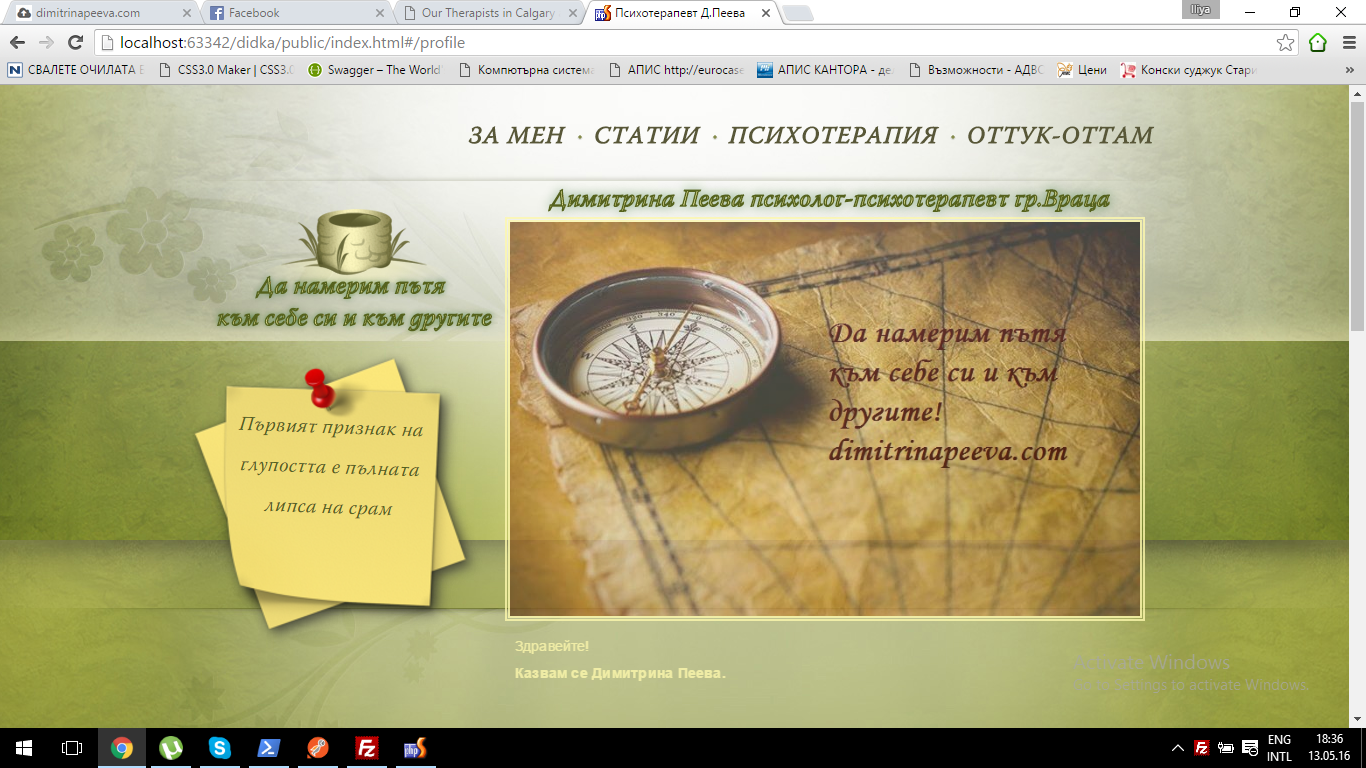 dimitrinapeeva.com
Facebook
Our Therapists in Calgary
Психотерапевт Д.Пеева
Iliya
localhost:63342/didka/public/index.html#/profile
СВАЛЕТЕ ОЧИЛАТА
CSS3.0 Maker | CSS3.0
Swagger – The World'
Компютърна система
АПИС http://eurocase
АПИС КАНТОРА - де
Възможности - АДВО
Цени
Конски суджук Стари
»
ЗА МЕН • СТАТИИ • ПСИХОТЕРАПИЯ • ОТТУК-ОТТАМ
Димитрина Пеева психолог-психотерапевт гр.Враца
Да намерим пътя
към себе си и към другите
Първият признак на
глупостта е пълната
липса на срам
Да намерим пътя
към себе си и към
другите!
dimitrinapeeva.com
Здравейте!
Казвам се Димитрина Пеева.
Activate Windows
Go to Settings to activate Windows.
ENG
INTL
18:36
13.05.16